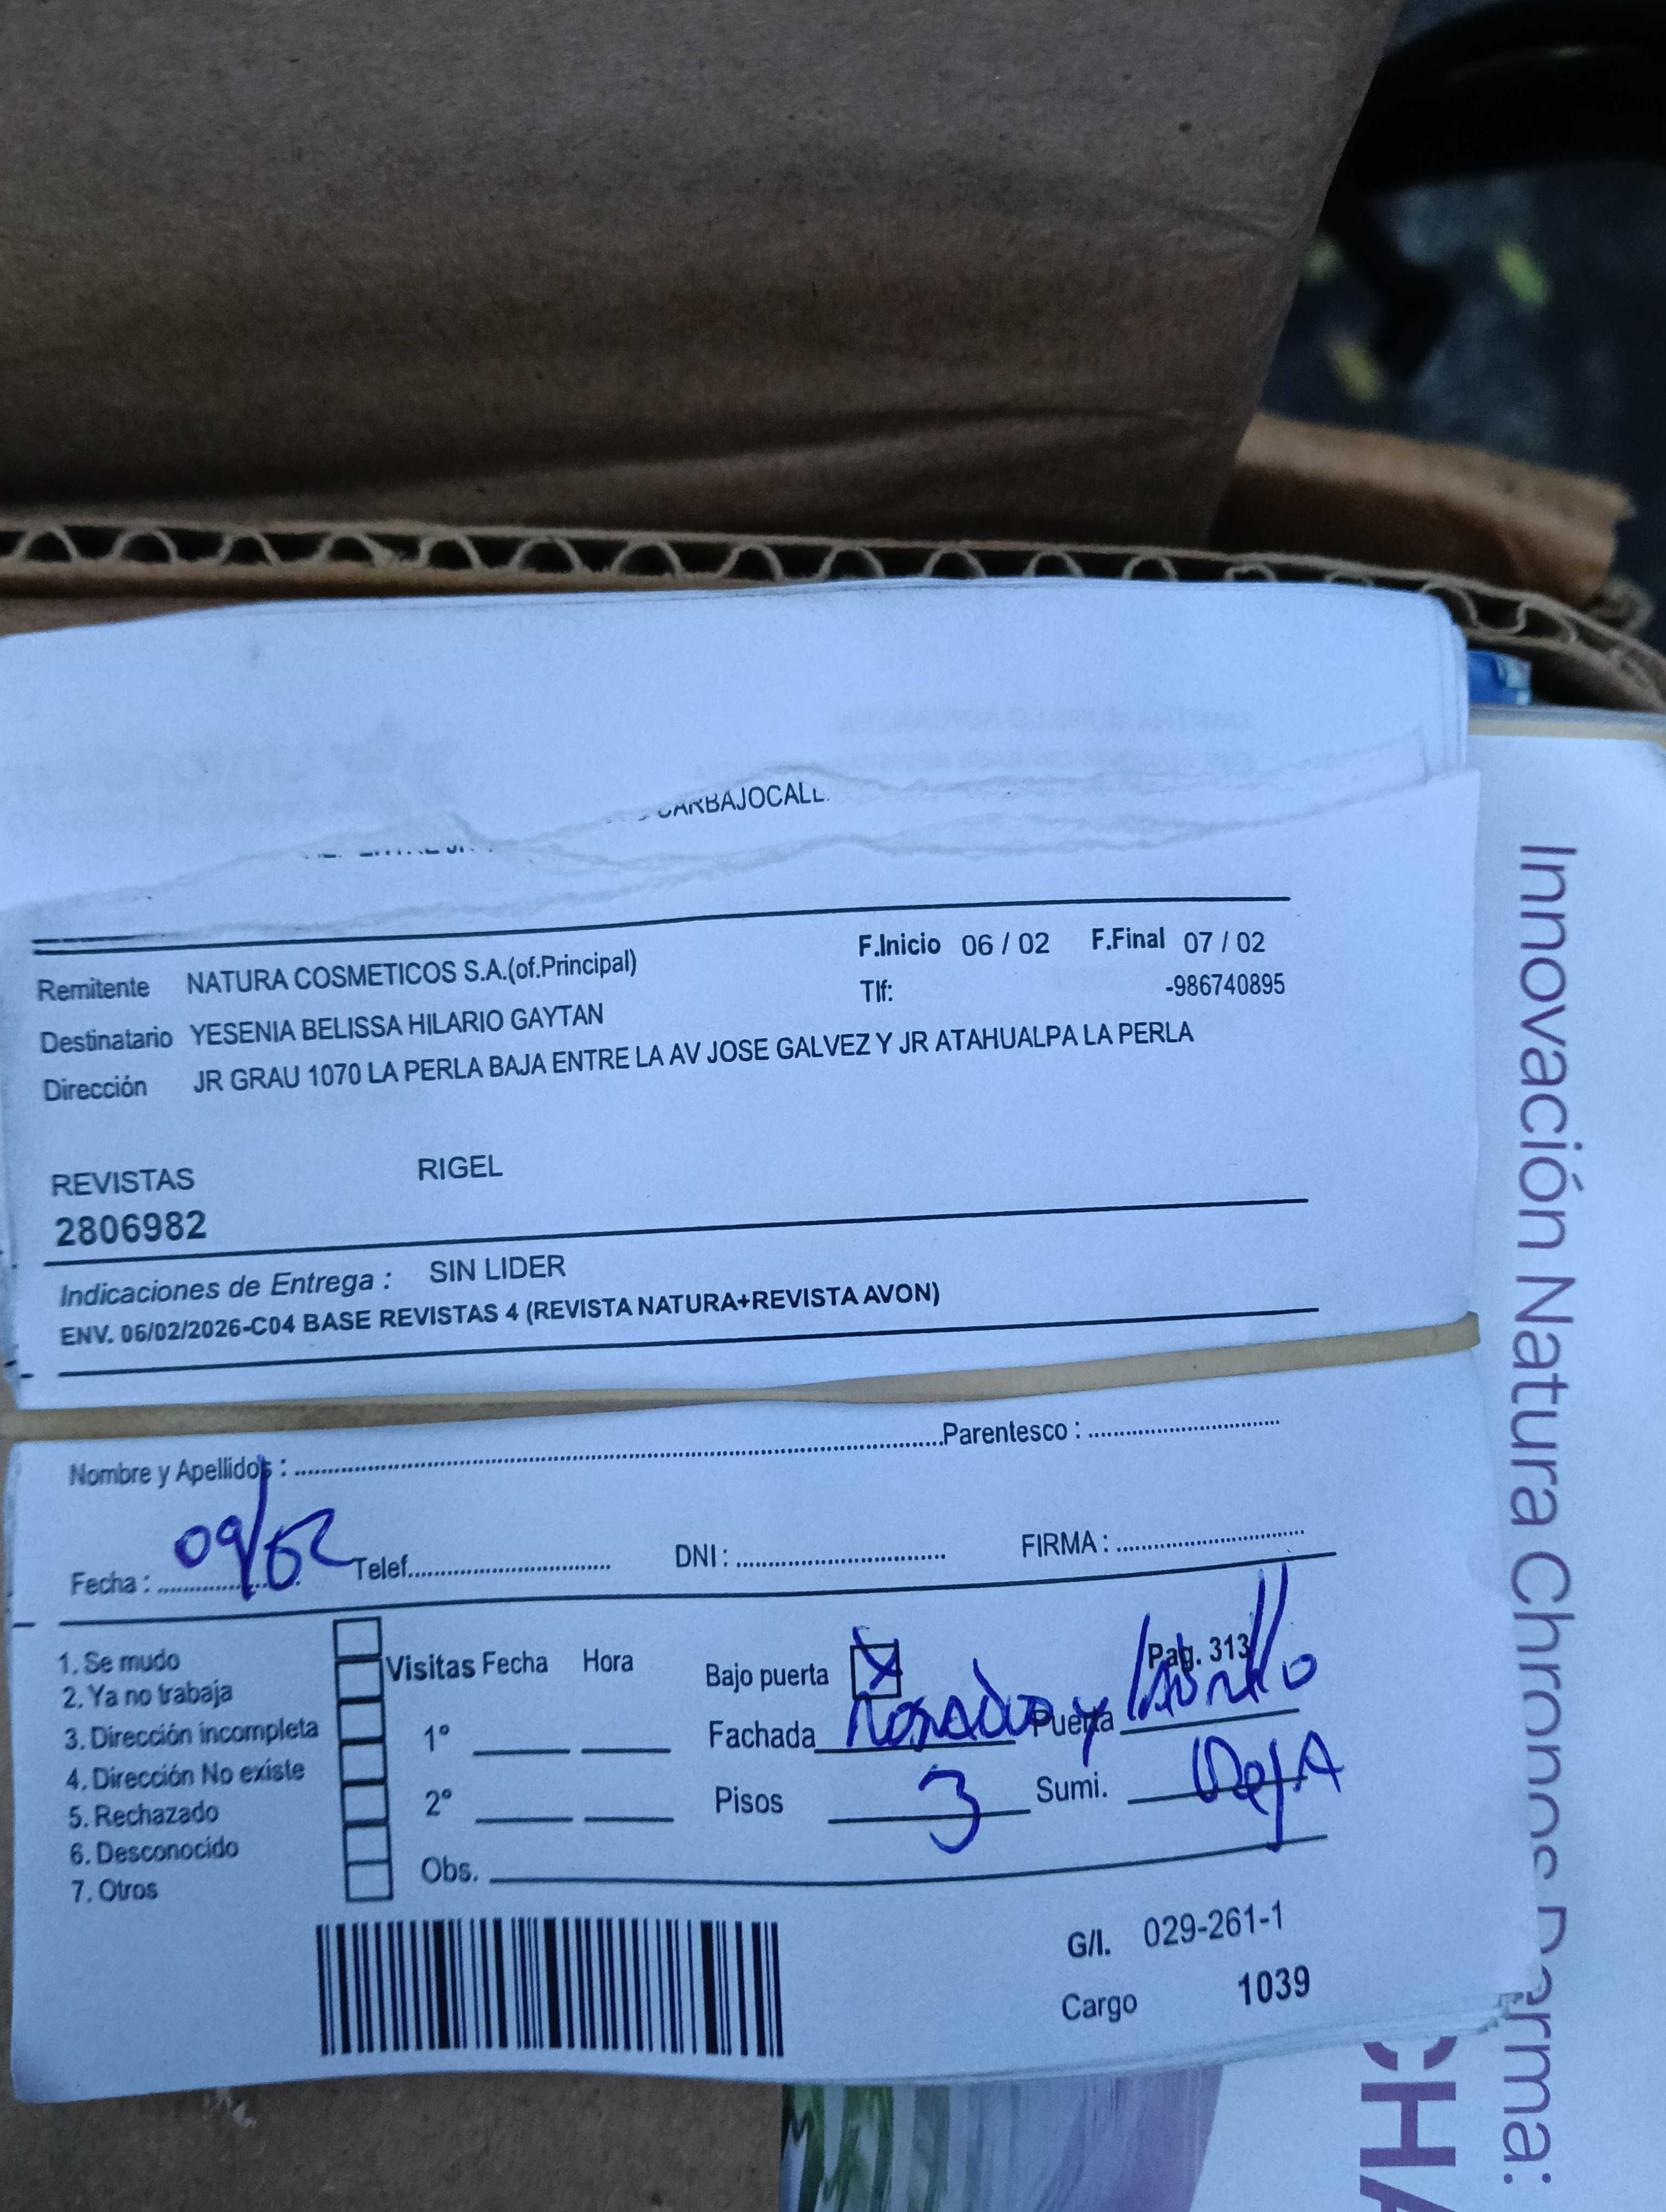 CARBAJOCALL
Remitente NATURA COSMETICOS S.A.(of.Principal) F.Inicio 06 / 02 F.Final 07 / 02
Tlf: -986740895
Destinatario YESENIA BELISSA HILARIO GAYTAN
Dirección JR GRAU 1070 LA PERLA BAJA ENTRE LA AV JOSE GALVEZ Y JR ATAHUALPA LA PERLA
REVISTAS RIGEL
2806982
Indicaciones de Entrega : SIN LIDER
ENV. 06/02/2026-C04 BASE REVISTAS 4 (REVISTA NATURA+REVISTA AVON)
Nombre y Apellidos : Parentesco :
Fecha : 09/02 Telef. DNI : FIRMA :
1. Se mudo
2. Ya no trabaja
3. Dirección incompleta
4. Dirección No existe
5. Rechazado
6. Desconocido
7. Otros
Visitas Fecha Hora
1°
2°
Obs.
Bajo puerta X Pag. 313
Fachada Rosado y Puerta
Pisos 3 Sumi. Reja
G/I. 029-261-1
Cargo 1039
Innovación Natura Chronos Derma:
CHA